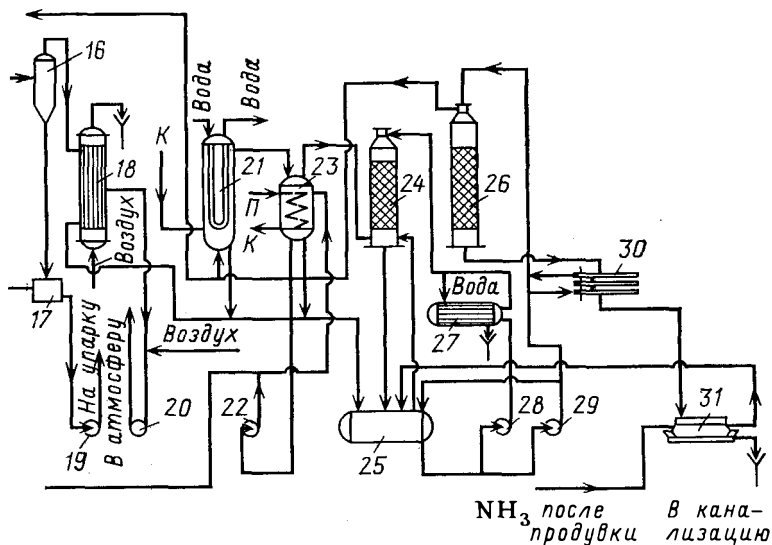 16
18
Воздух
17
На упарку
В атмосферу
19
20
Воздух
К
Вода
Вода
21
П
К
23
22
24
25
26
Вода
27
28
29
30
31
NH₃ после
продувки
В кана-
лизацию